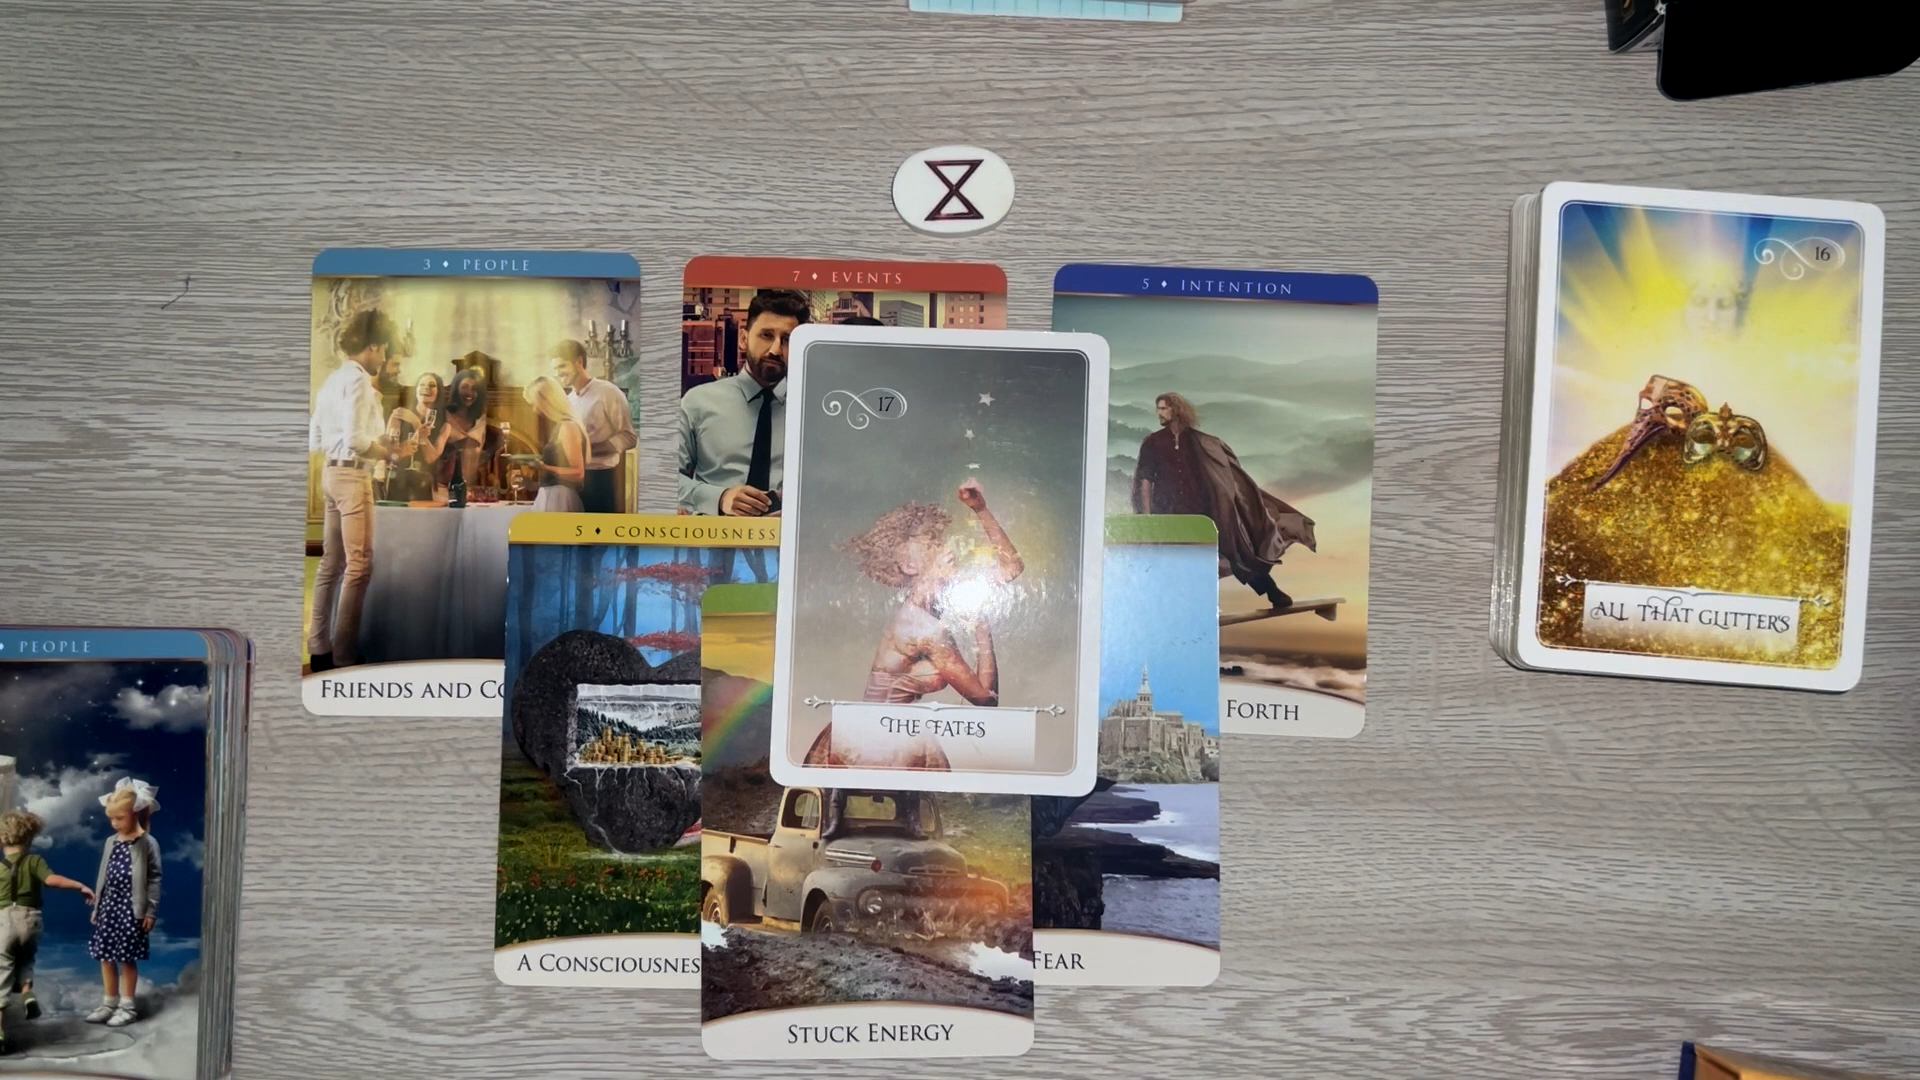 3 ♦ PEOPLE
7 ♦ EVENTS
5 ♦ INTENTION
16
17
5 ♦ CONSCIOUSNESS
ALL THAT GLITTERS
♦ PEOPLE
FRIENDS AND
FORTH
THE FATES
A
FEAR
STUCK ENERGY